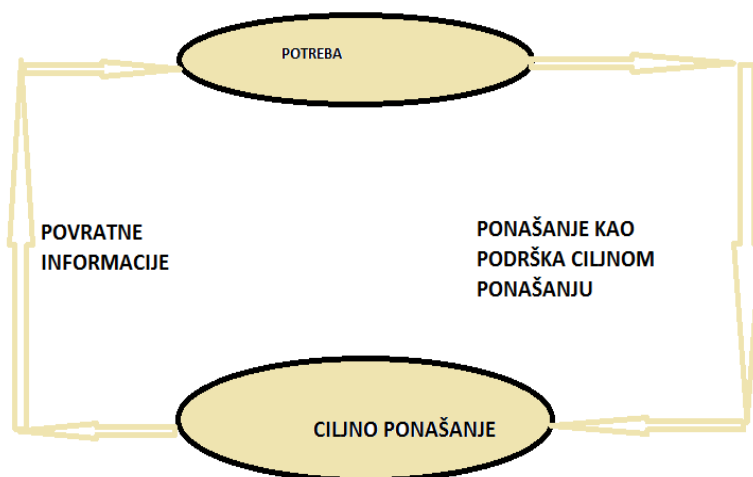 POTREBA
POVRATNE
INFORMACIJE
PONAŠANJE KAO
PODRŠKA CILJNOM
PONAŠANJU
CILJNO PONAŠANJE